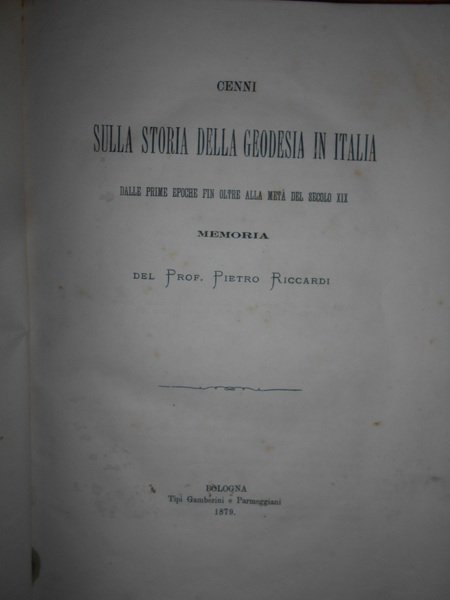 CENNI
SULLA STORIA DELLA GEODESIA IN ITALIA
DALLE PRIME EPOCHE FIN OLTRE ALLA METÀ DEL SECOLO XIX
MEMORIA
DEL PROF. PIETRO RICCARDI
BOLOGNA
Tipi Gamberini e Parmeggiani
1879.